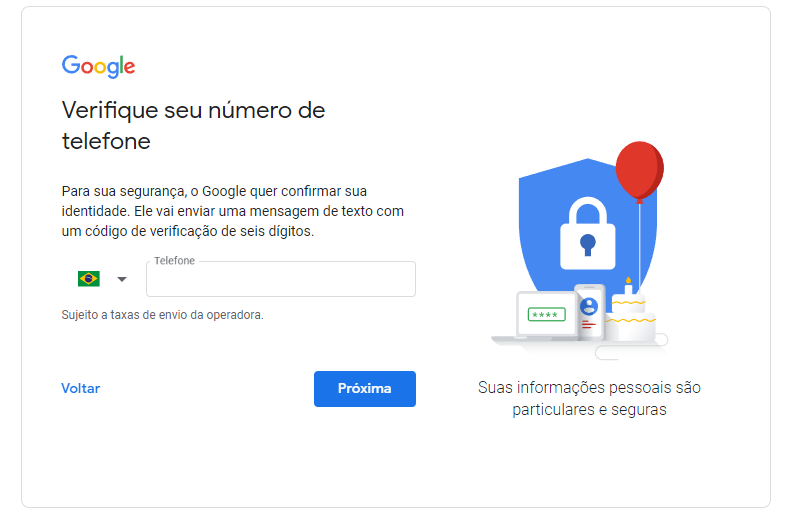 Google
Verifique seu número de
telefone
Para sua segurança, o Google quer confirmar sua
identidade. Ele vai enviar uma mensagem de texto com
um código de verificação de seis dígitos.
Telefone
Sujeito a taxas de envio da operadora.
Voltar
Próxima
****
Suas informações pessoais são
particulares e seguras